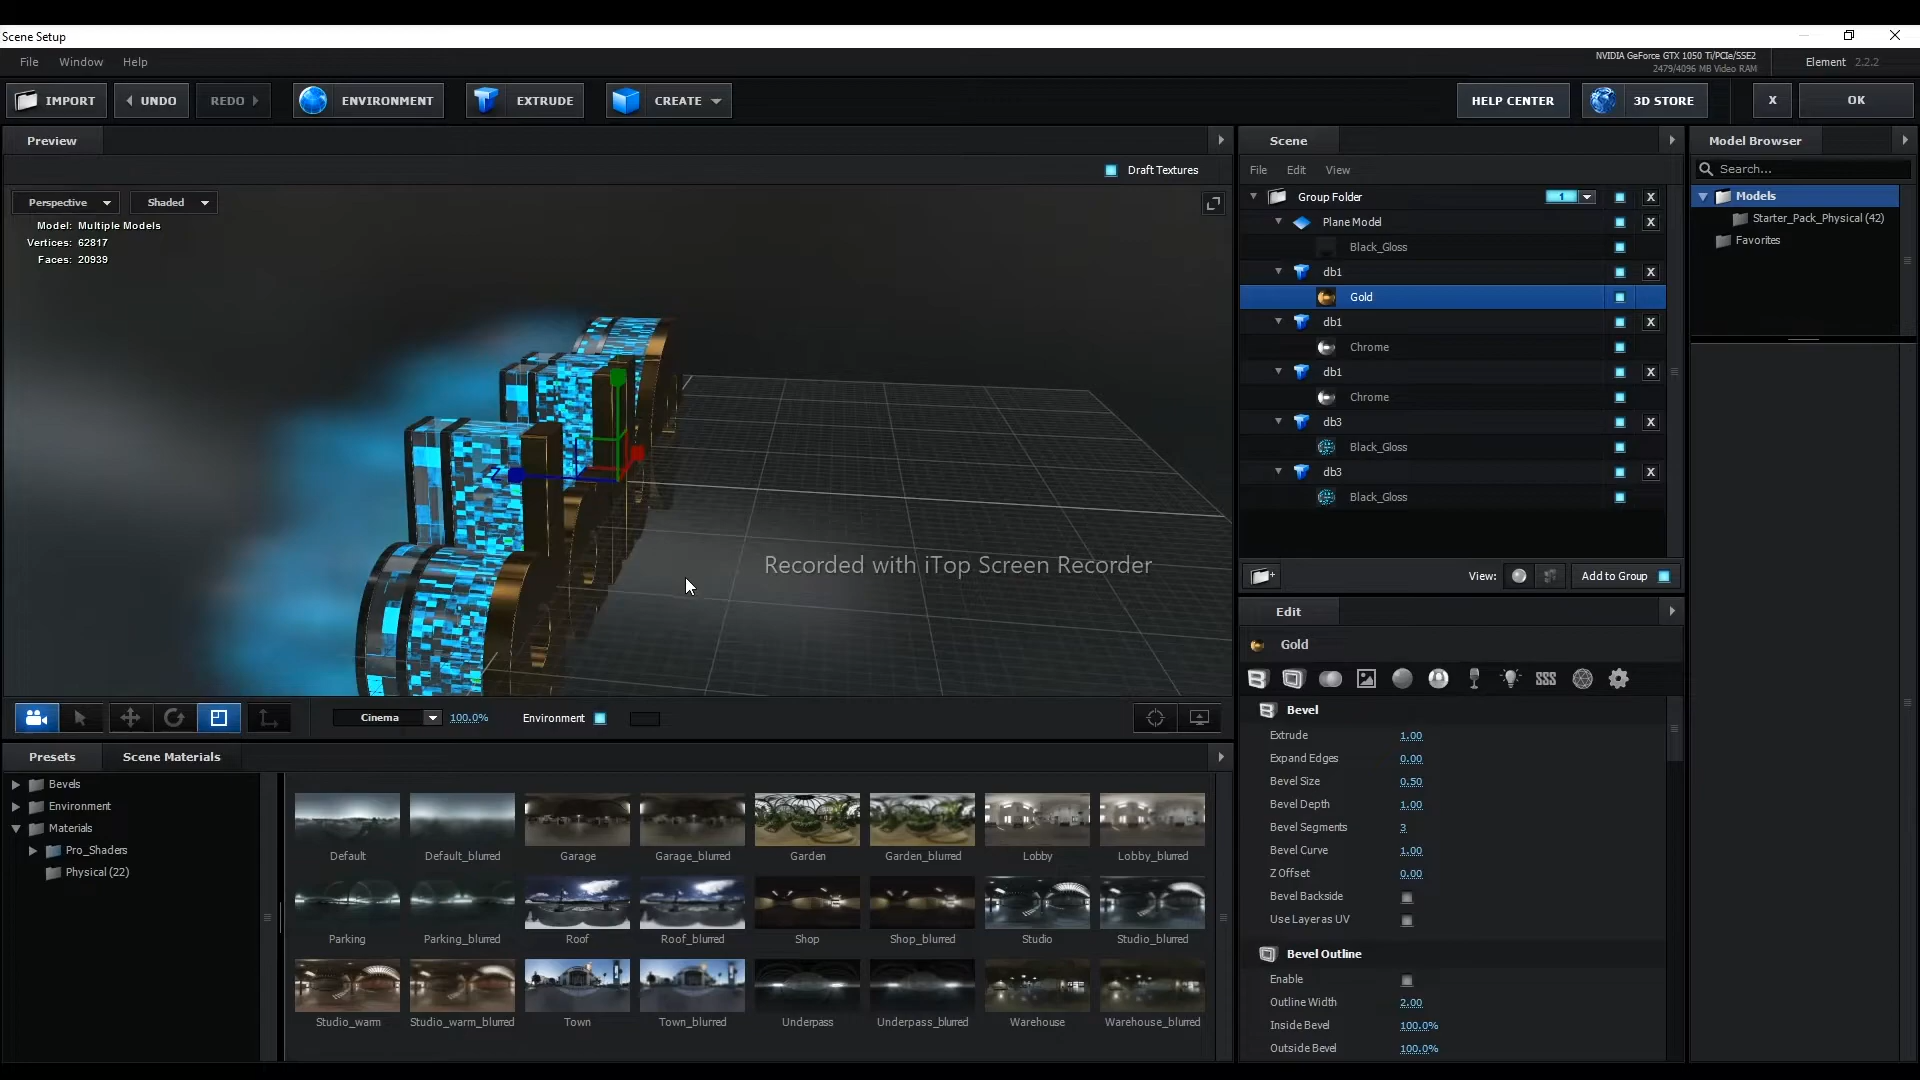 Scene Setup
File Window Help
NVIDIA GeForce GTX 1050 Ti/PCIe/SSE2
2479/4096 MB Video RAM
Element 2.2.2
IMPORT UNDO REDO ENVIRONMENT EXTRUDE CREATE HELP CENTER 3D STORE X OK
Preview
Draft Textures
Perspective Shaded
Model: Multiple Models
Vertices: 62817
Faces: 20939
Z
Recorded with iTop Screen Recorder
Cinema 100.0% Environment
Scene
File Edit View
Group Folder 1 X
Plane Model X
Black_Gloss
db1 X
Gold
db1 X
Chrome
db1 X
Chrome
db3 X
Black_Gloss
db3 X
Black_Gloss
View: Add to Group
Model Browser
Search...
Models
Starter_Pack_Physical (42)
Favorites
Edit
Gold
SSS
Bevel
Extrude 1.00
Expand Edges 0.00
Bevel Size 0.50
Bevel Depth 1.00
Bevel Segments 3
Bevel Curve 1.00
Z Offset 0.00
Bevel Backside
Use Layer as UV
Bevel Outline
Enable
Outline Width 2.00
Inside Bevel 100.0%
Outside Bevel 100.0%
Presets Scene Materials
Bevels
Environment
Materials
Pro_Shaders
Physical (22)
Default Default_blurred Garage Garage_blurred Garden Garden_blurred Lobby Lobby_blurred
Parking Parking_blurred Roof Roof_blurred Shop Shop_blurred Studio Studio_blurred
Studio_warm Studio_warm_blurred Town Town_blurred Underpass Underpass_blurred Warehouse Warehouse_blurred